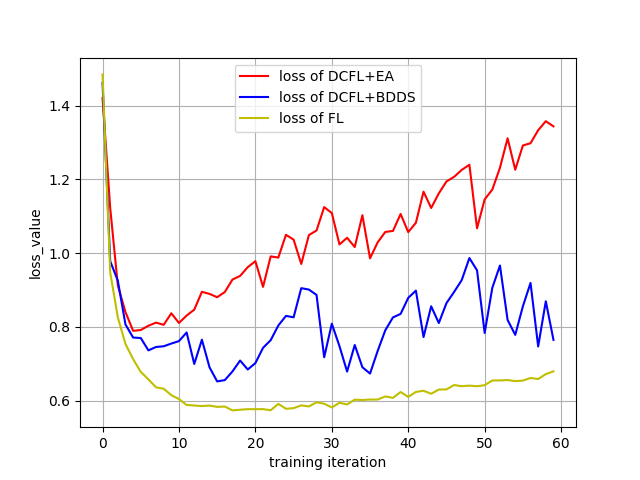 loss of DCFL+EA
loss of DCFL+BDDS
loss of FL
loss_value
1.4
1.2
1.0
0.8
0.6
0 10 20 30 40 50 60
training iteration